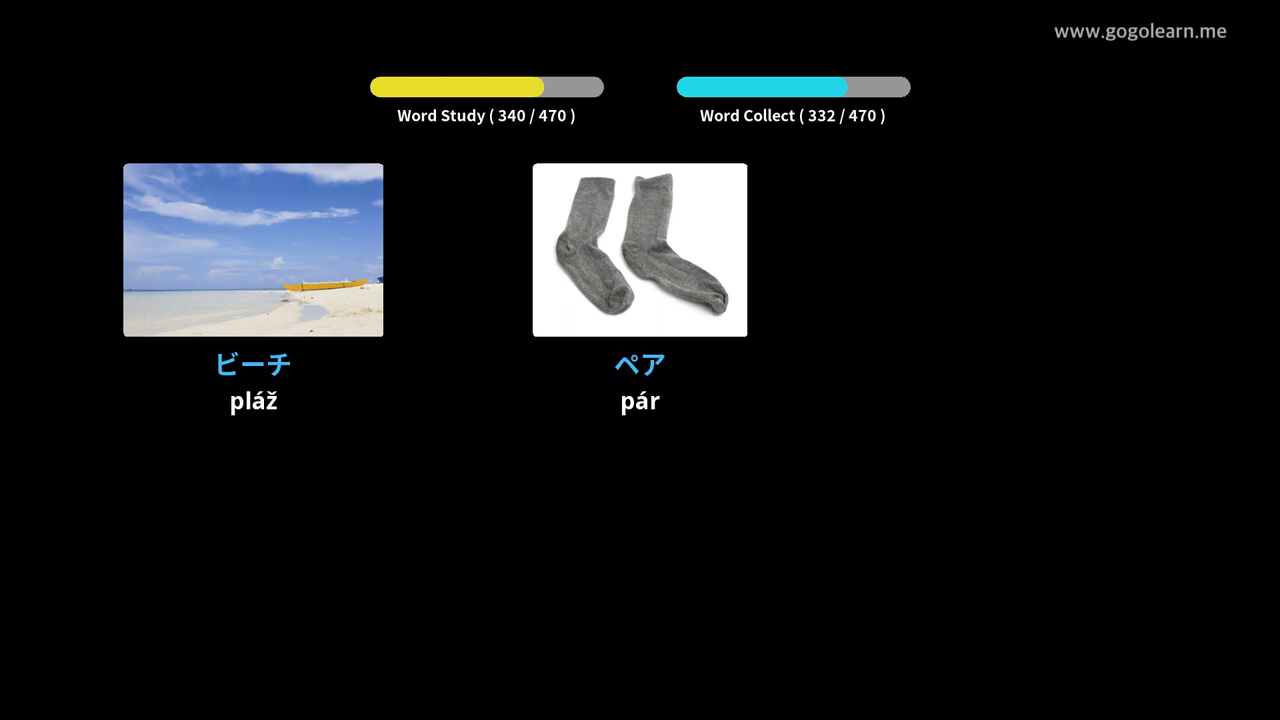 www.gogolearn.me
Word Study ( 340 / 470 )
Word Collect ( 332 / 470 )
ビーチ
pláž
ペア
pár